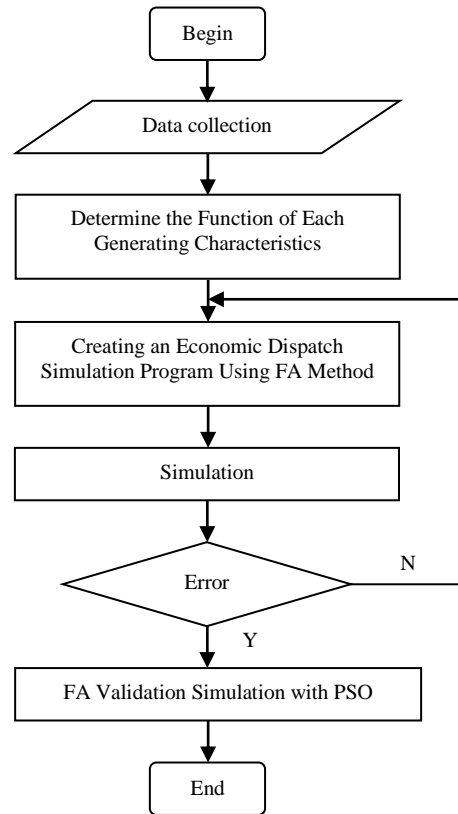 Begin
Data collection
Determine the Function of Each
Generating Characteristics
Creating an Economic Dispatch
Simulation Program Using FA Method
Simulation
Error
N
Y
FA Validation Simulation with PSO
End